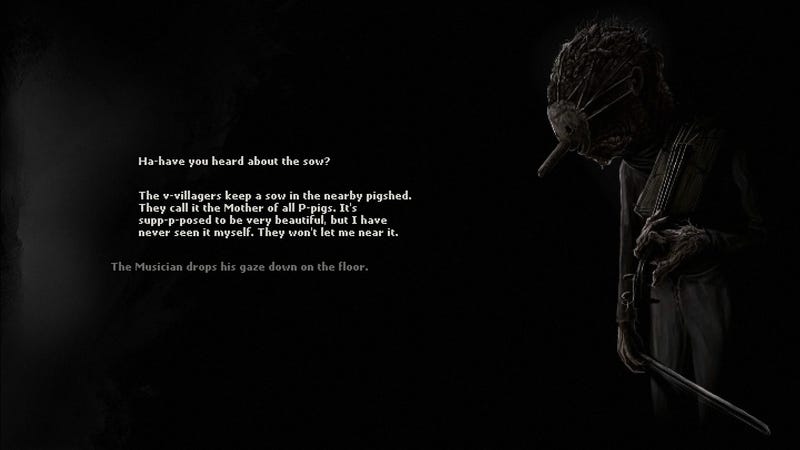 Ha-have you heard about the sow?
The v-villagers keep a sow in the nearby pigshed.
They call it the Mother of all P-pigs. It's
supp-p-posed to be very beautiful, but I have
never seen it myself. They won't let me near it.
The Musician drops his gaze down on the floor.